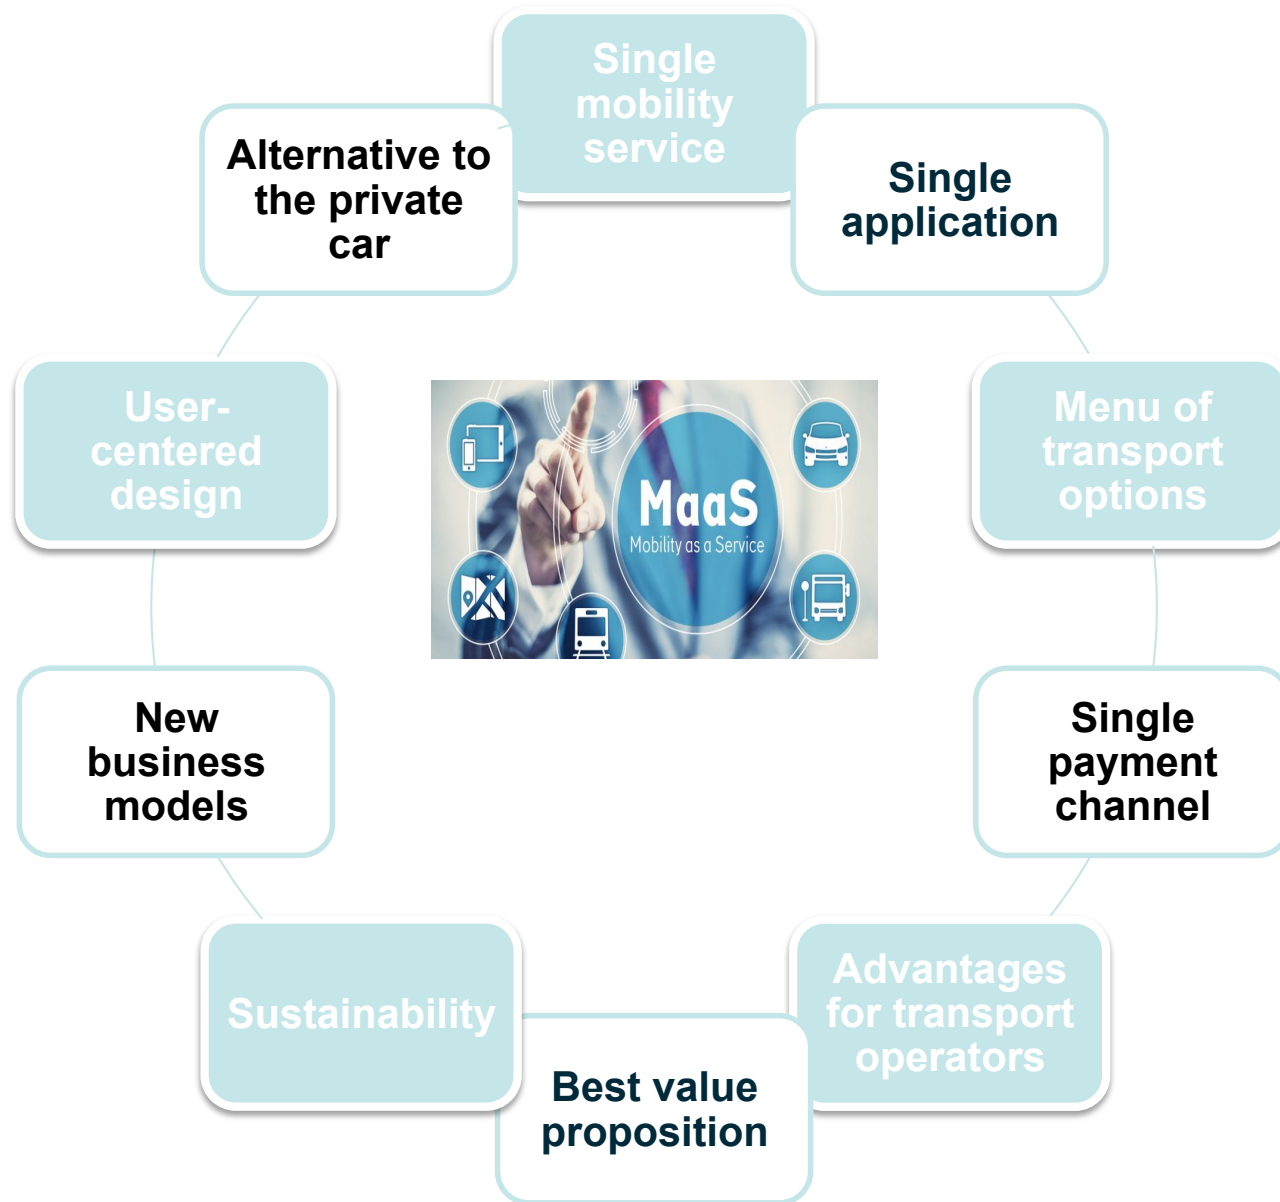 Single
mobility
service
Single
application
Menu of
transport
options
Single
payment
channel
Advantages
for transport
operators
Best value
proposition
Sustainability
New
business
models
User-
centered
design
Alternative to
the private
car
MaaS
Mobility as a Service